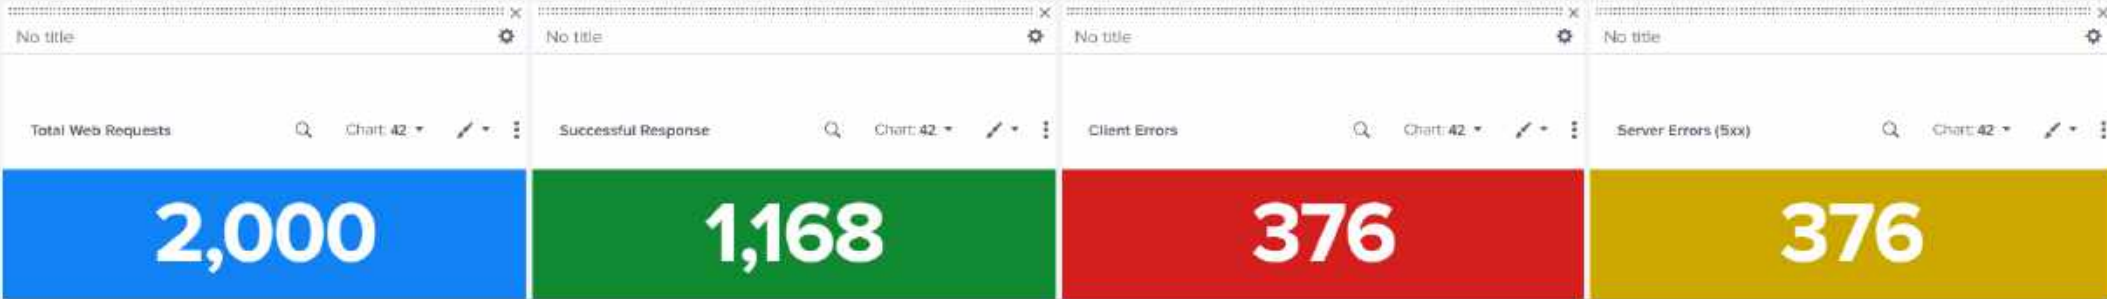 No title
No title
No title
No title
Total Web Requests Chart: 42
Successful Response Chart: 42
Client Errors Chart: 42
Server Errors (5xx) Chart: 42
2,000
1,168
376
376